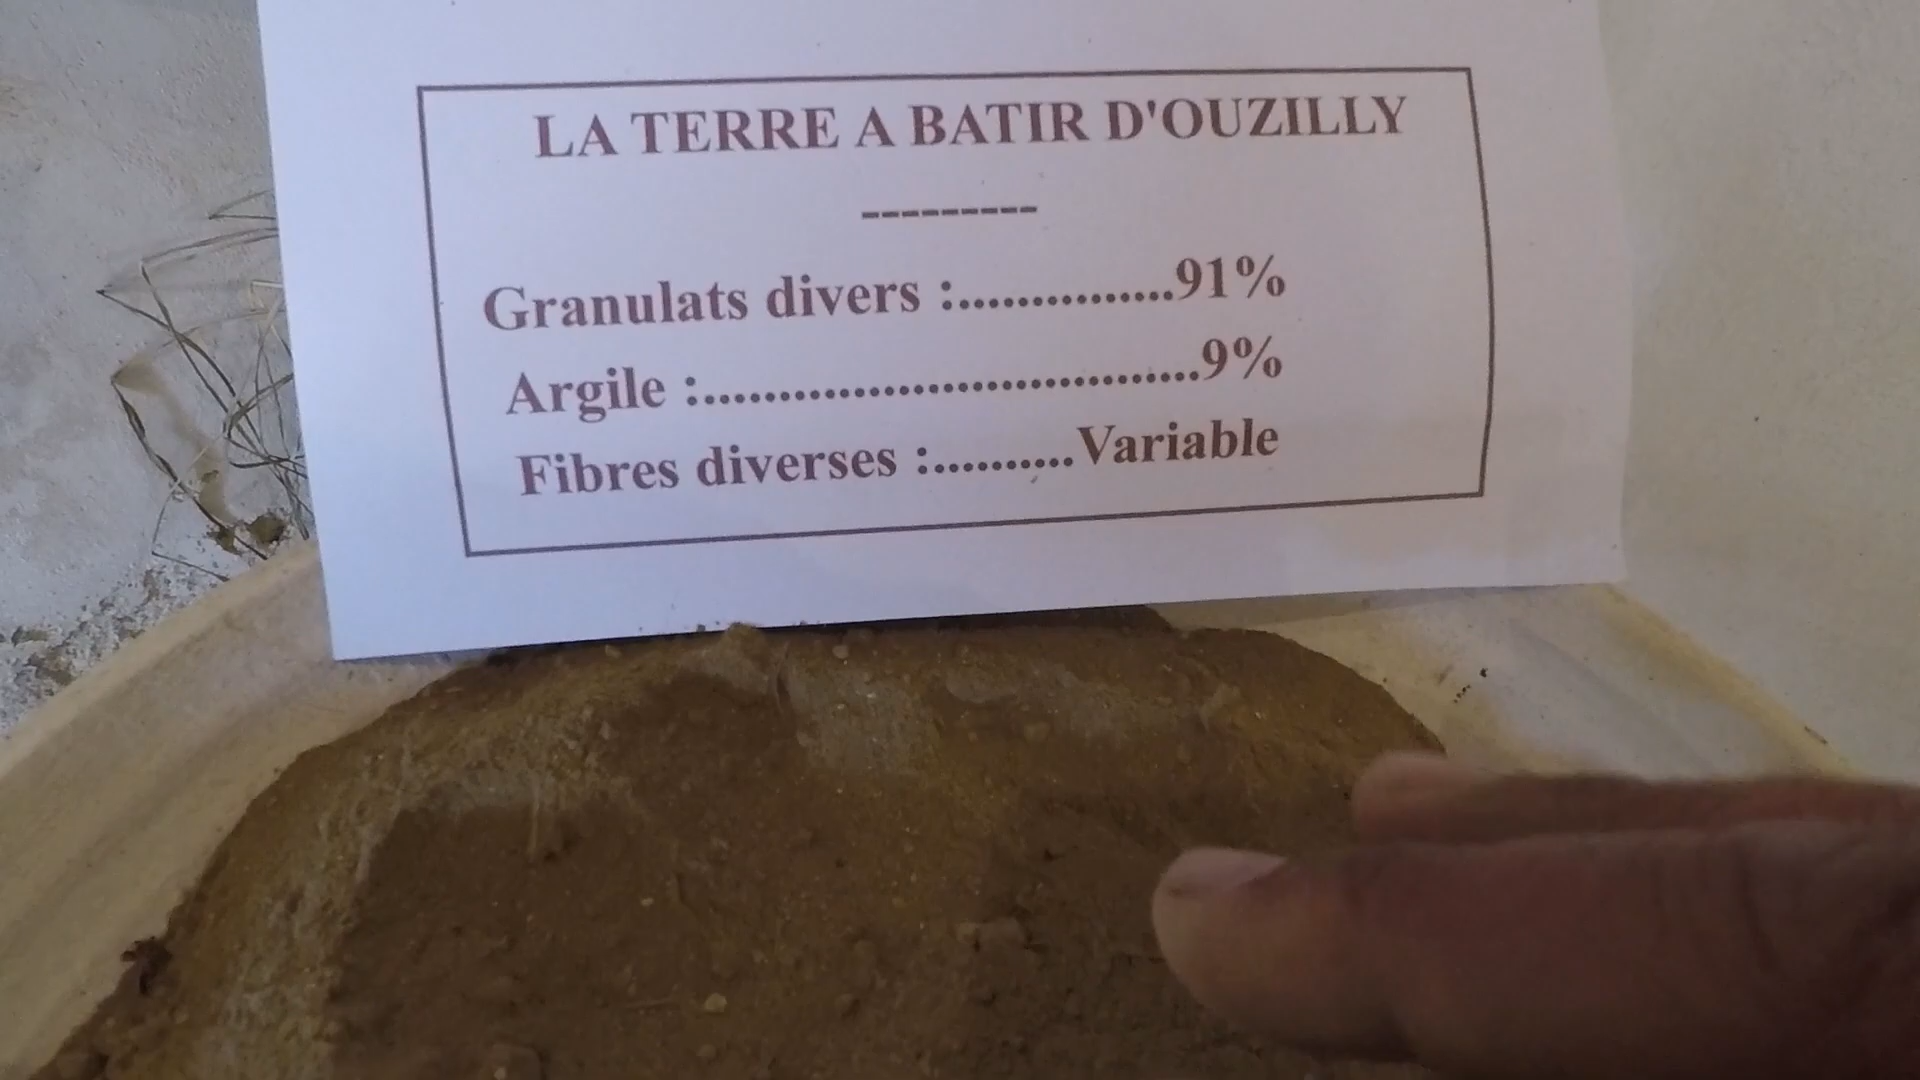 LA TERRE A BATIR D'OUZILLY
---------
Granulats divers :...............91%
Argile :..................................9%
Fibres diverses :..........Variable